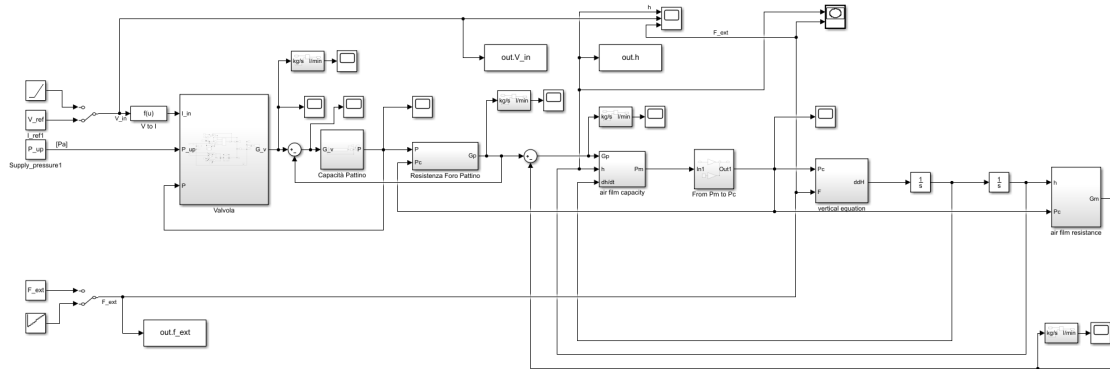 h
F_ext
out.V_in
out.h
kg/s l/min
kg/s l/min
kg/s l/min
V_ref
I_ref1
V_in
f(u)
V to I
P_up
Supply_pressure1
[Pa]
I_in
P_up
P
G_v
Valvola
G_v P
Capacità Pattino
P
Pc
Gp
Resistenza Foro Pattino
Gp
h
dh/dt
Pm
air film capacity
In1 Out1
From Pm to Pc
Pc
F
ddH
vertical equation
1
s
1
s
h
Pc
Gm
air film resistance
F_ext
F_ext
out.f_ext
kg/s l/min